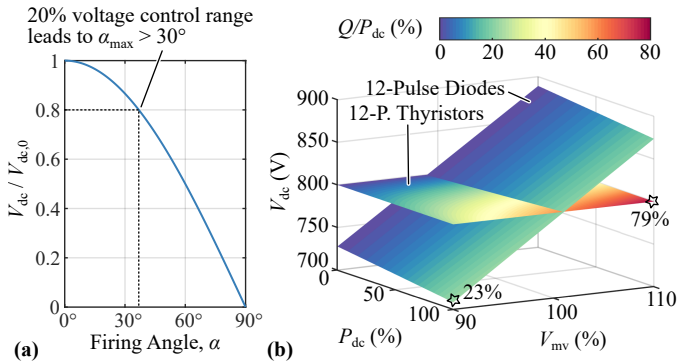 (a)
20% voltage control range
leads to α_max > 30°
V_dc / V_dc,0
1
0.8
0.6
0.4
0.2
0
0° 30° 60° 90°
Firing Angle, α
(b)
Q/P_dc (%)
0 20 40 60 80
12-Pulse Diodes
12-P. Thyristors
V_dc (V)
900
850
800
750
700
79%
23%
0 50 100
P_dc (%)
90 100 110
V_mv (%)